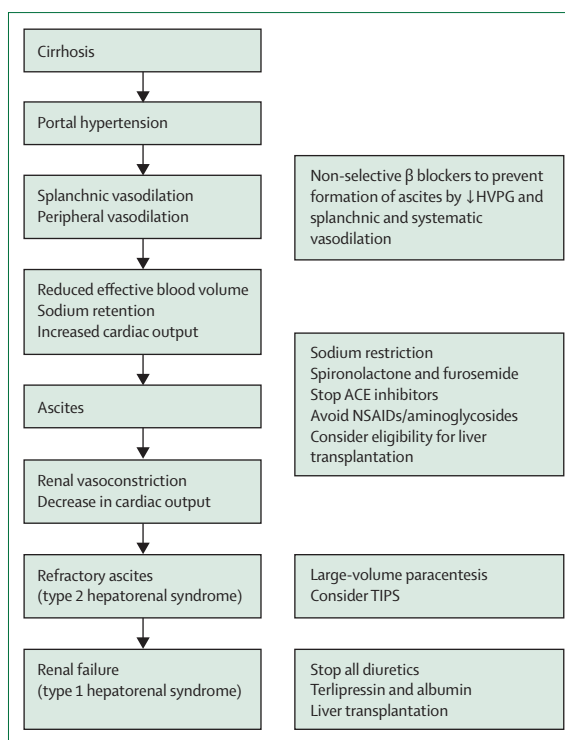 Cirrhosis
Portal hypertension
Splanchnic vasodilation
Peripheral vasodilation
Non-selective β blockers to prevent
formation of ascites by ↓HVPG and
splanchnic and systematic
vasodilation
Reduced effective blood volume
Sodium retention
Increased cardiac output
Ascites
Sodium restriction
Spironolactone and furosemide
Stop ACE inhibitors
Avoid NSAIDs/aminoglycosides
Consider eligibility for liver
transplantation
Renal vasoconstriction
Decrease in cardiac output
Refractory ascites
(type 2 hepatorenal syndrome)
Large-volume paracentesis
Consider TIPS
Renal failure
(type 1 hepatorenal syndrome)
Stop all diuretics
Terlipressin and albumin
Liver transplantation